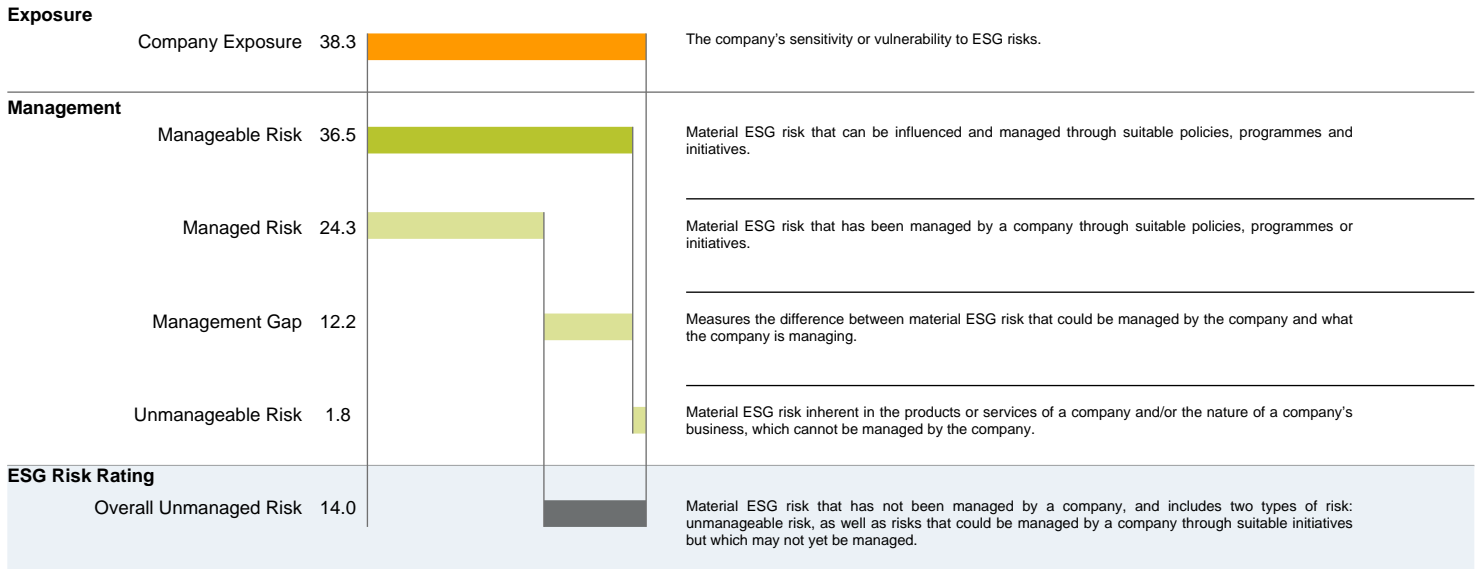 Exposure
Company Exposure 38.3
The company’s sensitivity or vulnerability to ESG risks.
Management
Manageable Risk 36.5
Material ESG risk that can be influenced and managed through suitable policies, programmes and
initiatives.
Managed Risk 24.3
Material ESG risk that has been managed by a company through suitable policies, programmes or
initiatives.
Management Gap 12.2
Measures the difference between material ESG risk that could be managed by the company and what
the company is managing.
Unmanageable Risk 1.8
Material ESG risk inherent in the products or services of a company and/or the nature of a company’s
business, which cannot be managed by the company.
ESG Risk Rating
Overall Unmanaged Risk 14.0
Material ESG risk that has not been managed by a company, and includes two types of risk:
unmanageable risk, as well as risks that could be managed by a company through suitable initiatives
but which may not yet be managed.